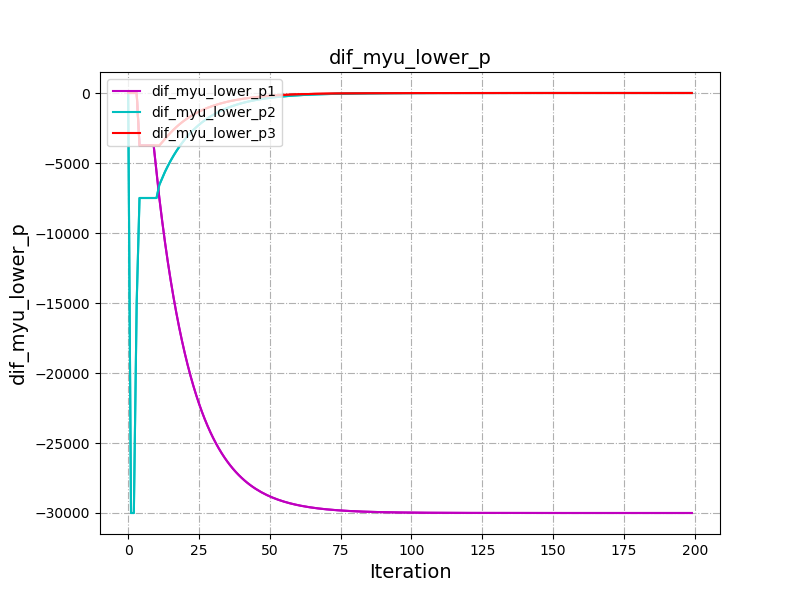 dif_myu_lower_p
dif_myu_lower_p1
dif_myu_lower_p2
dif_myu_lower_p3
dif_myu_lower_p
0
−5000
−10000
−15000
−20000
−25000
−30000
0 25 50 75 100 125 150 175 200
Iteration